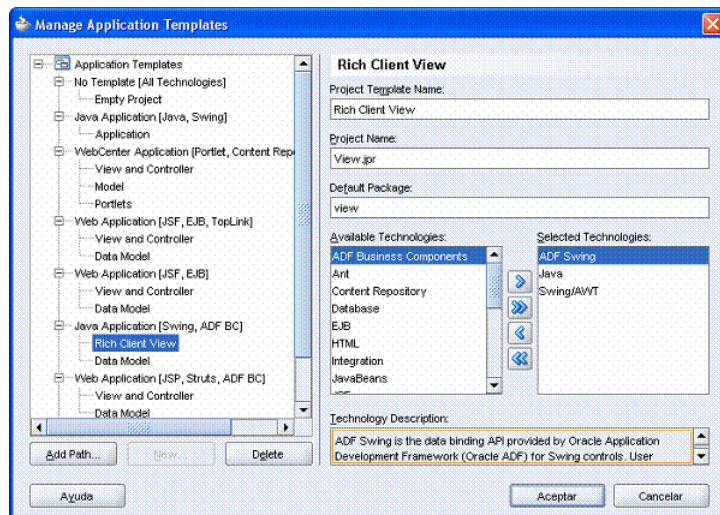 Manage Application Templates
Application Templates
No Template [All Technologies]
Empty Project
Java Application [Java, Swing]
Application
WebCenter Application [Portlet, Content Repo
View and Controller
Model
Portlets
Web Application [JSF, EJB, TopLink]
View and Controller
Data Model
Web Application [JSF, EJB]
View and Controller
Data Model
Java Application [Swing, ADF BC]
Rich Client View
Data Model
Web Application [JSP, Struts, ADF BC]
View and Controller
Data Model
Add Path...
New...
Delete
Rich Client View
Project Template Name:
Rich Client View
Project Name:
View.jpr
Default Package:
view
Available Technologies:
ADF Business Components
Ant
Content Repository
Database
EJB
HTML
Integration
JavaBeans
Selected Technologies:
ADF Swing
Java
Swing/AWT
Technology Description:
ADF Swing is the data binding API provided by Oracle Application
Development Framework (Oracle ADF) for Swing controls. User
Ayuda
Aceptar
Cancelar